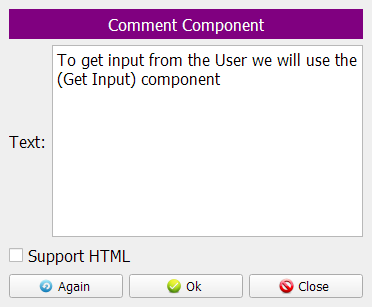 Comment Component
To get input from the User we will use the
(Get Input) component
Text:
Support HTML
Again
Ok
Close